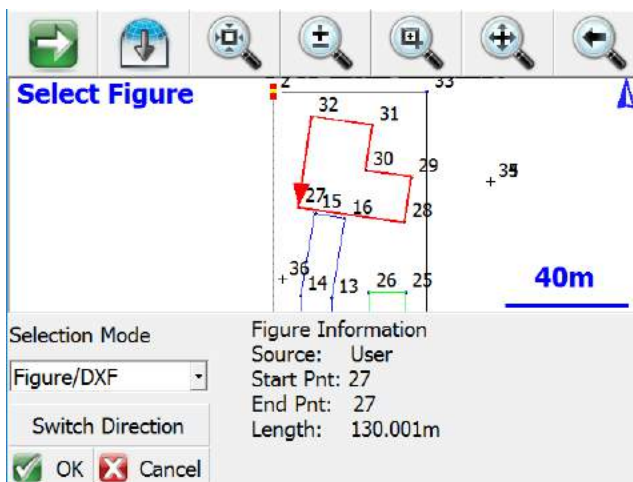 2 33
Select Figure
32 31
30 29
27 15 16 28
36
14 13 26 25
40m
Selection Mode
Figure/DXF
Switch Direction
OK Cancel
Figure Information
Source: User
Start Pnt: 27
End Pnt: 27
Length: 130.001m